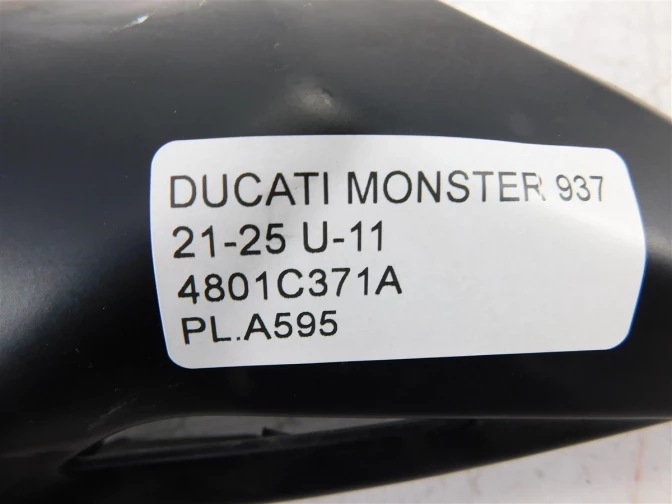 DUCATI MONSTER 937
21-25 U-11
4801C371A
PL.A595